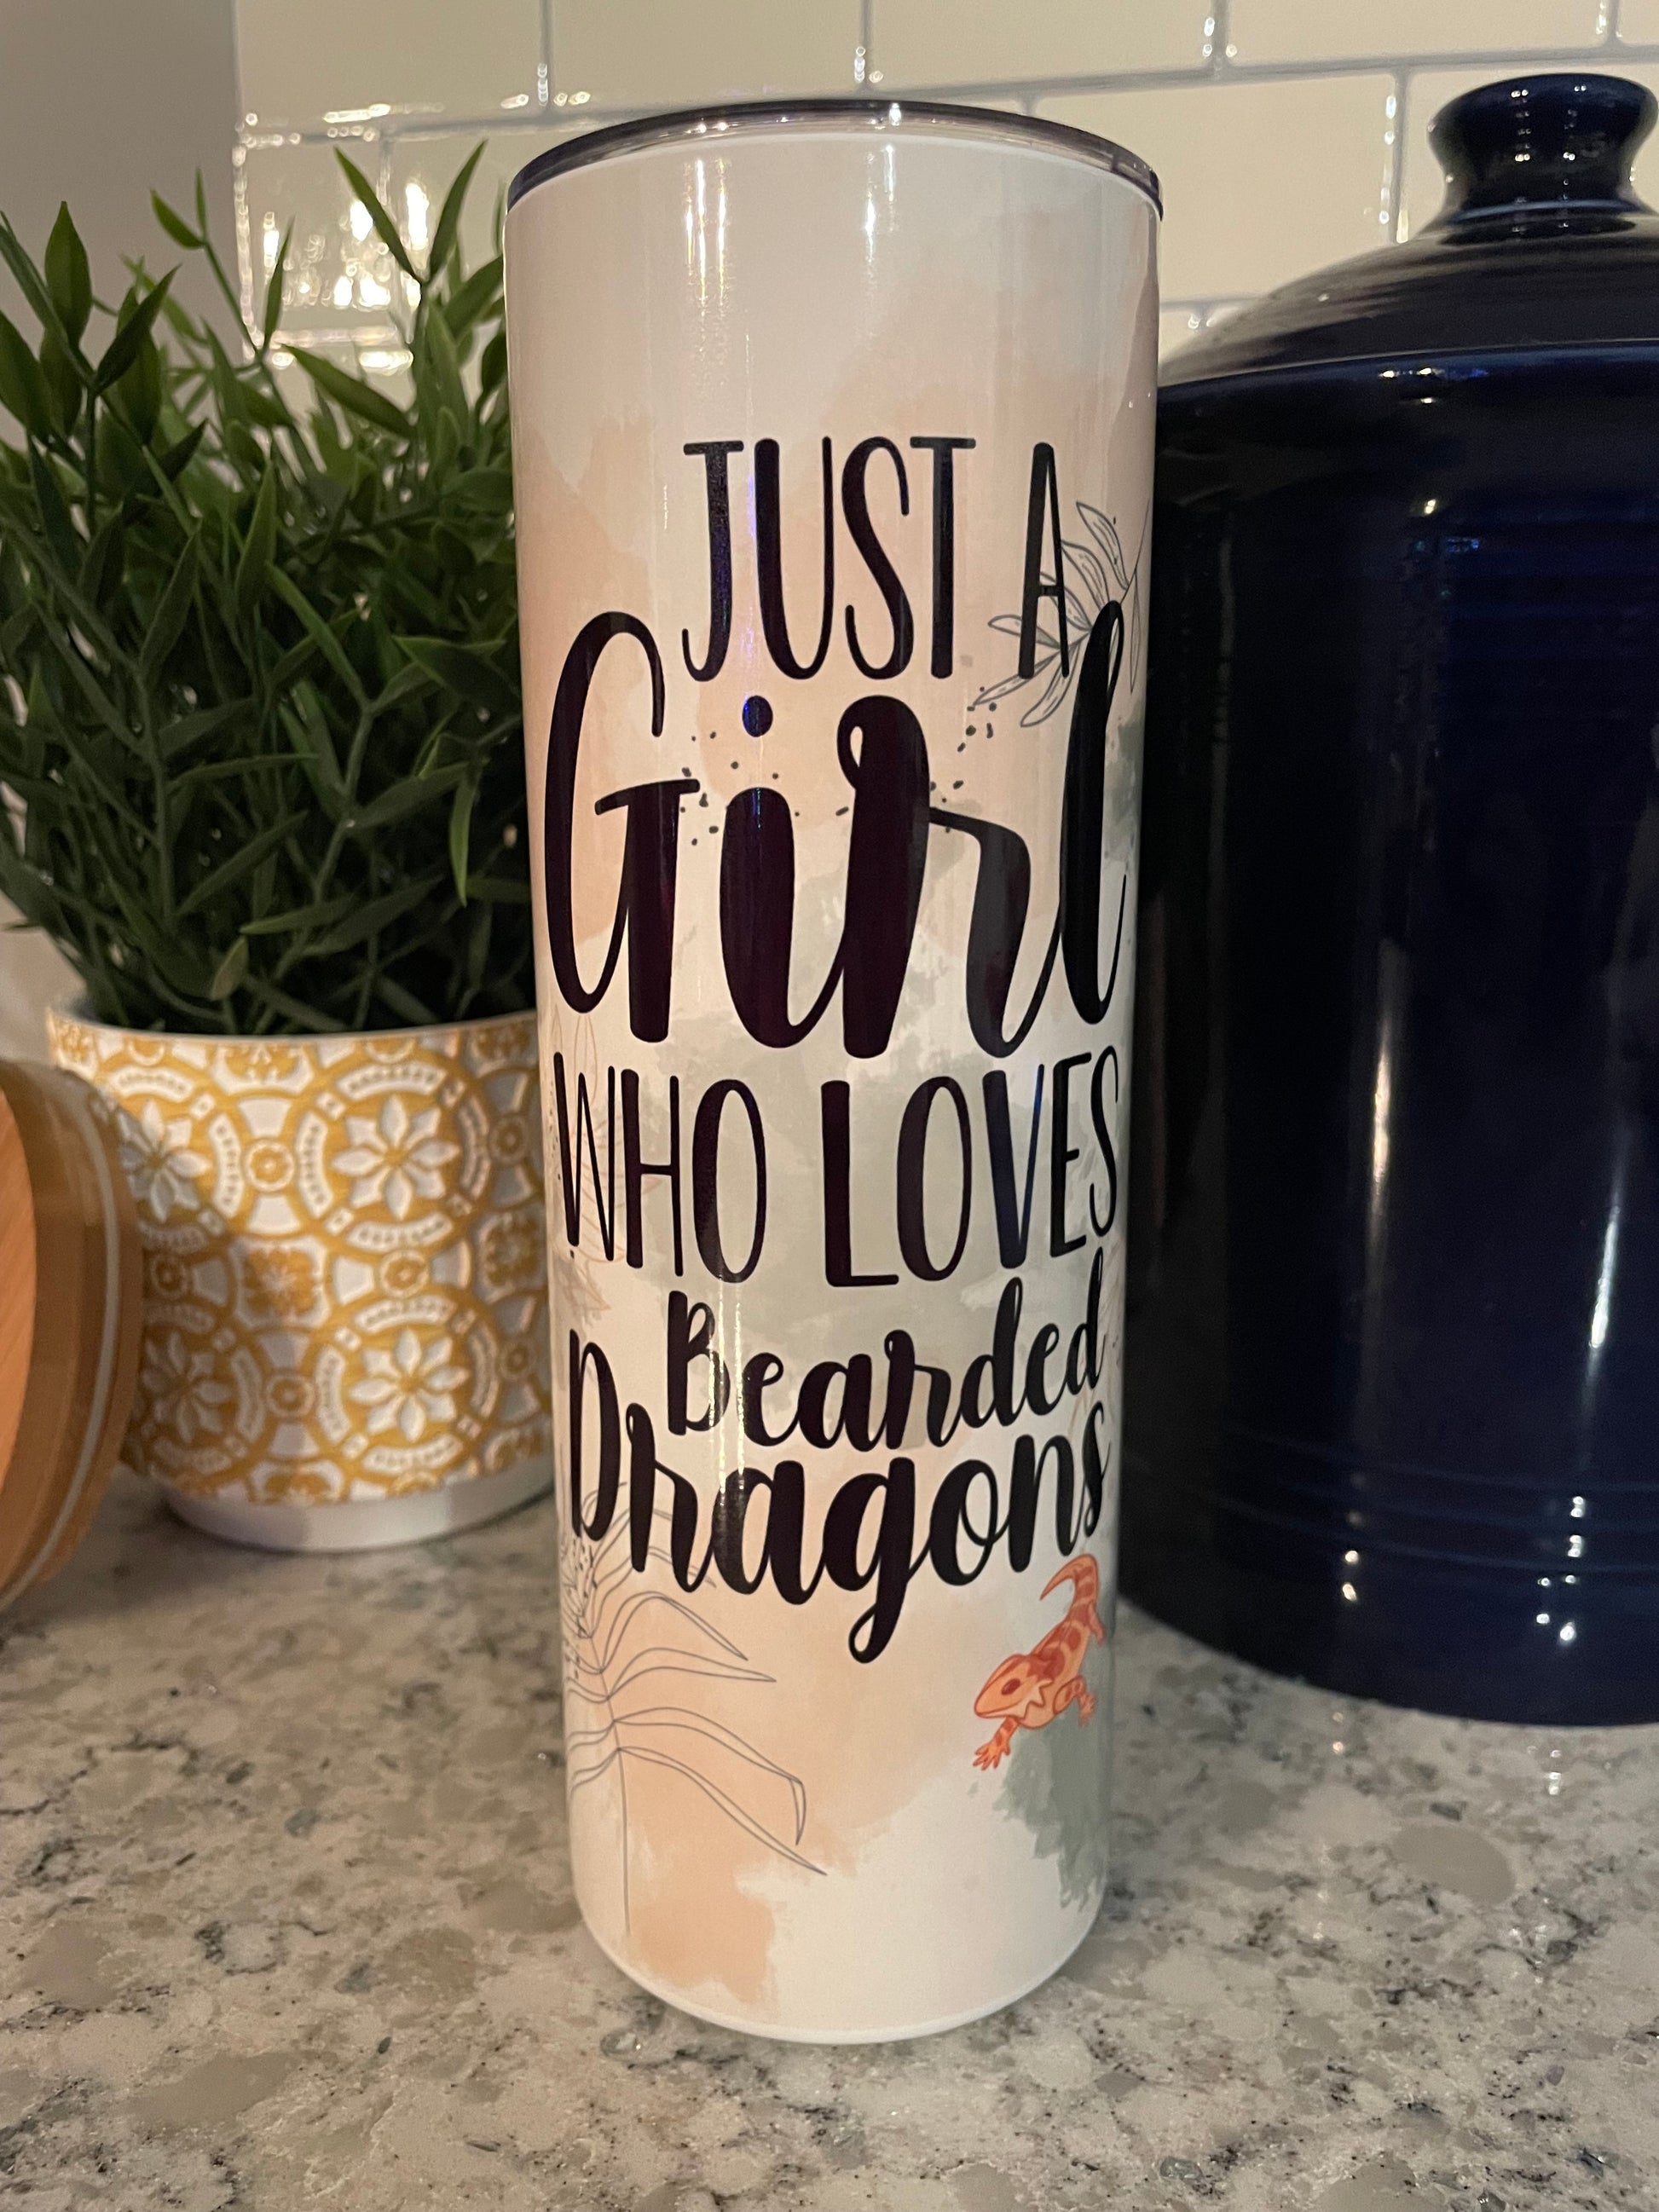 JUST A
Girl
WHO LOVES
Bearded
Dragons